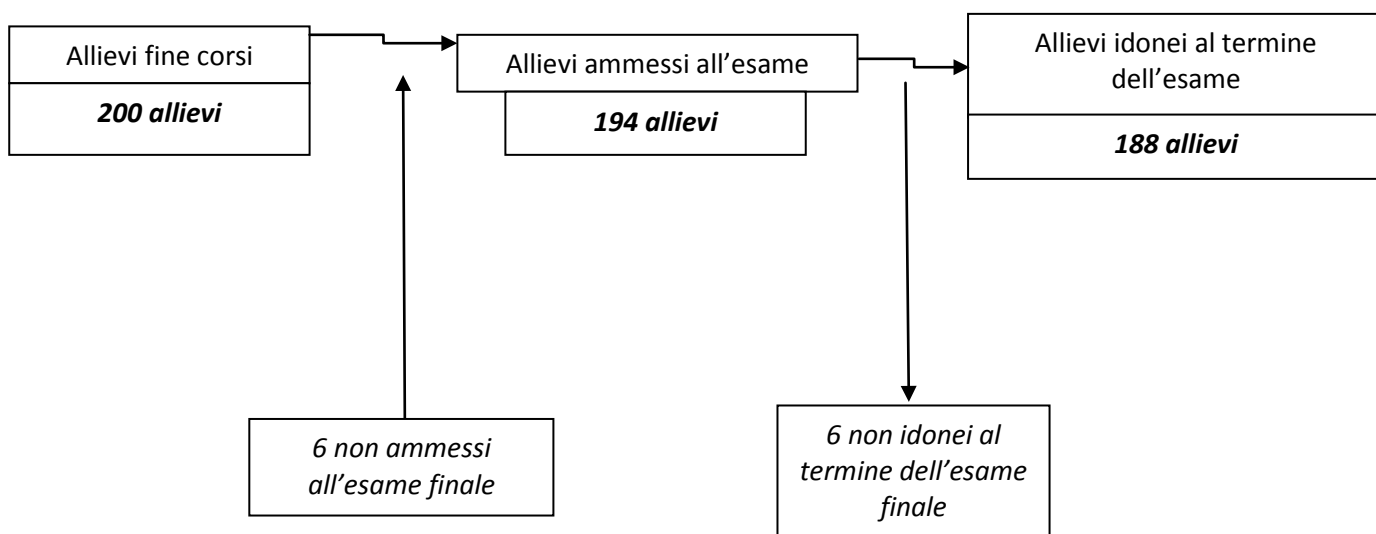 Allievi fine corsi
200 allievi
Allievi ammessi all’esame
194 allievi
Allievi idonei al termine
dell’esame
188 allievi
6 non ammessi
all’esame finale
6 non idonei al
termine dell’esame
finale